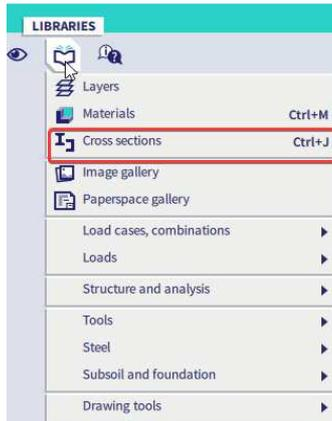 LIBRARIES
Layers
Materials Ctrl+M
Cross sections Ctrl+J
Image gallery
Paperspace gallery
Load cases, combinations
Loads
Structure and analysis
Tools
Steel
Subsoil and foundation
Drawing tools